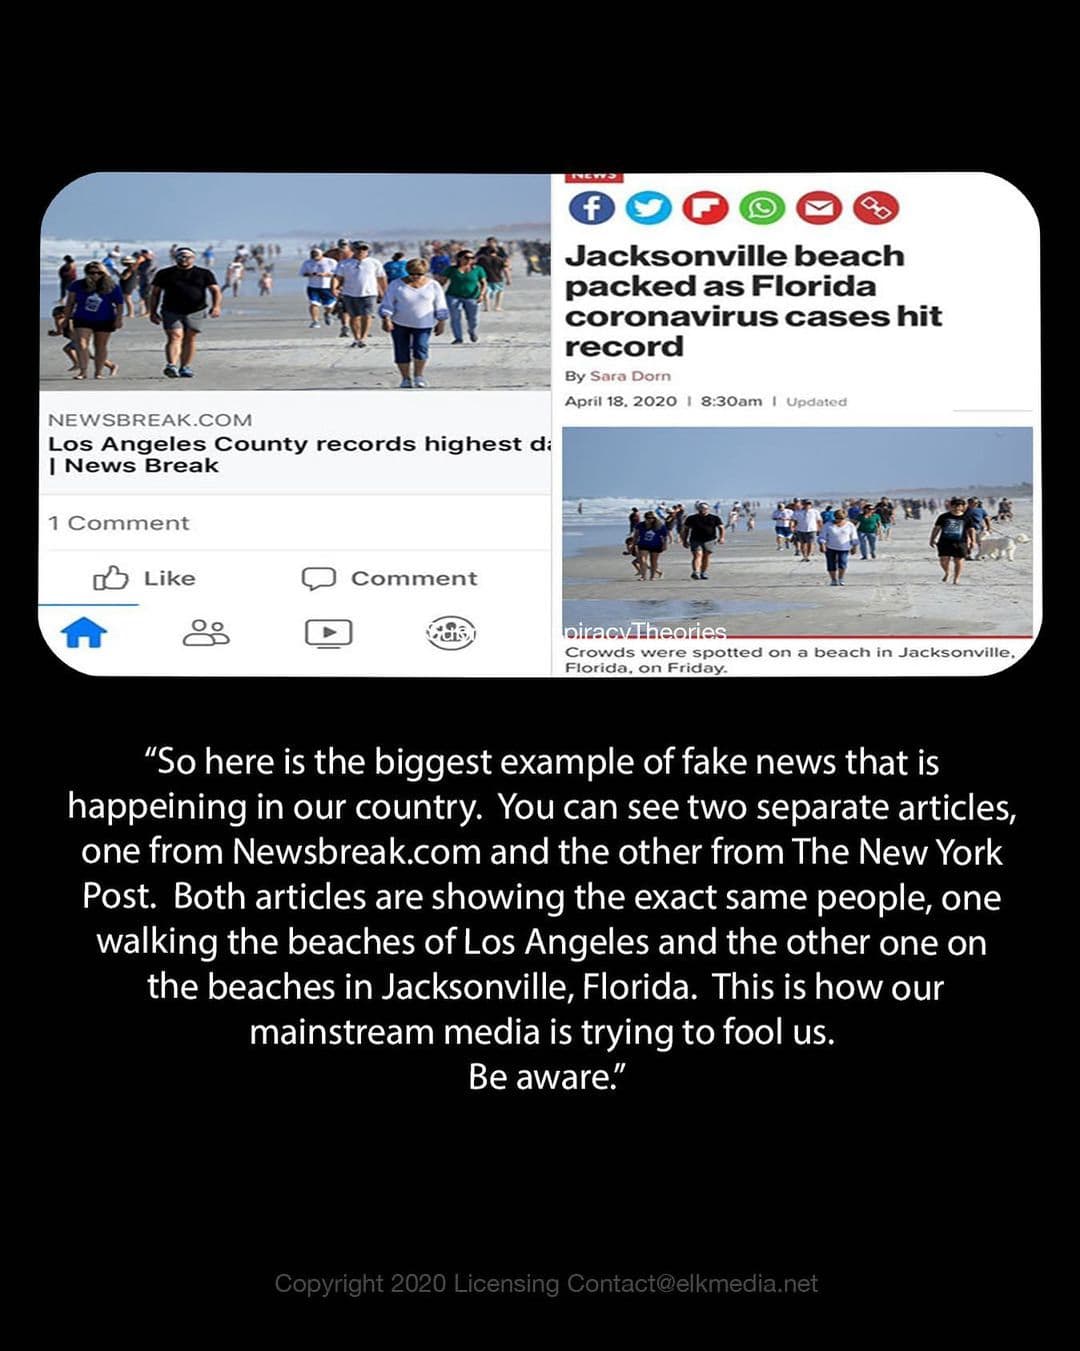 NEWSBREAK.COM
Los Angeles County records highest
| News Break
1 Comment
Like
Comment
NEWS
Jacksonville beach
packed as Florida
coronavirus cases hit
record
By Sara Dorn
April 18, 2020 | 8:30am | Updated
piracyTheories
Crowds were spotted on a beach in Jacksonville,
Florida, on Friday.
“So here is the biggest example of fake news that is
happeining in our country. You can see two separate articles,
one from Newsbreak.com and the other from The New York
Post. Both articles are showing the exact same people, one
walking the beaches of Los Angeles and the other one on
the beaches in Jacksonville, Florida. This is how our
mainstream media is trying to fool us.
Be aware.”
Copyright 2020 Licensing Contact@elkmedia.net